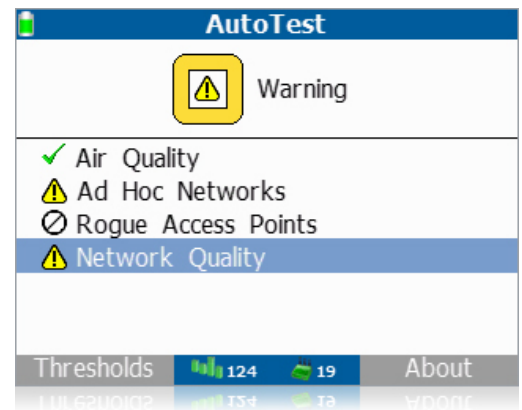 AutoTest
Warning
Air Quality
Ad Hoc Networks
Rogue Access Points
Network Quality
Thresholds 124 19 About